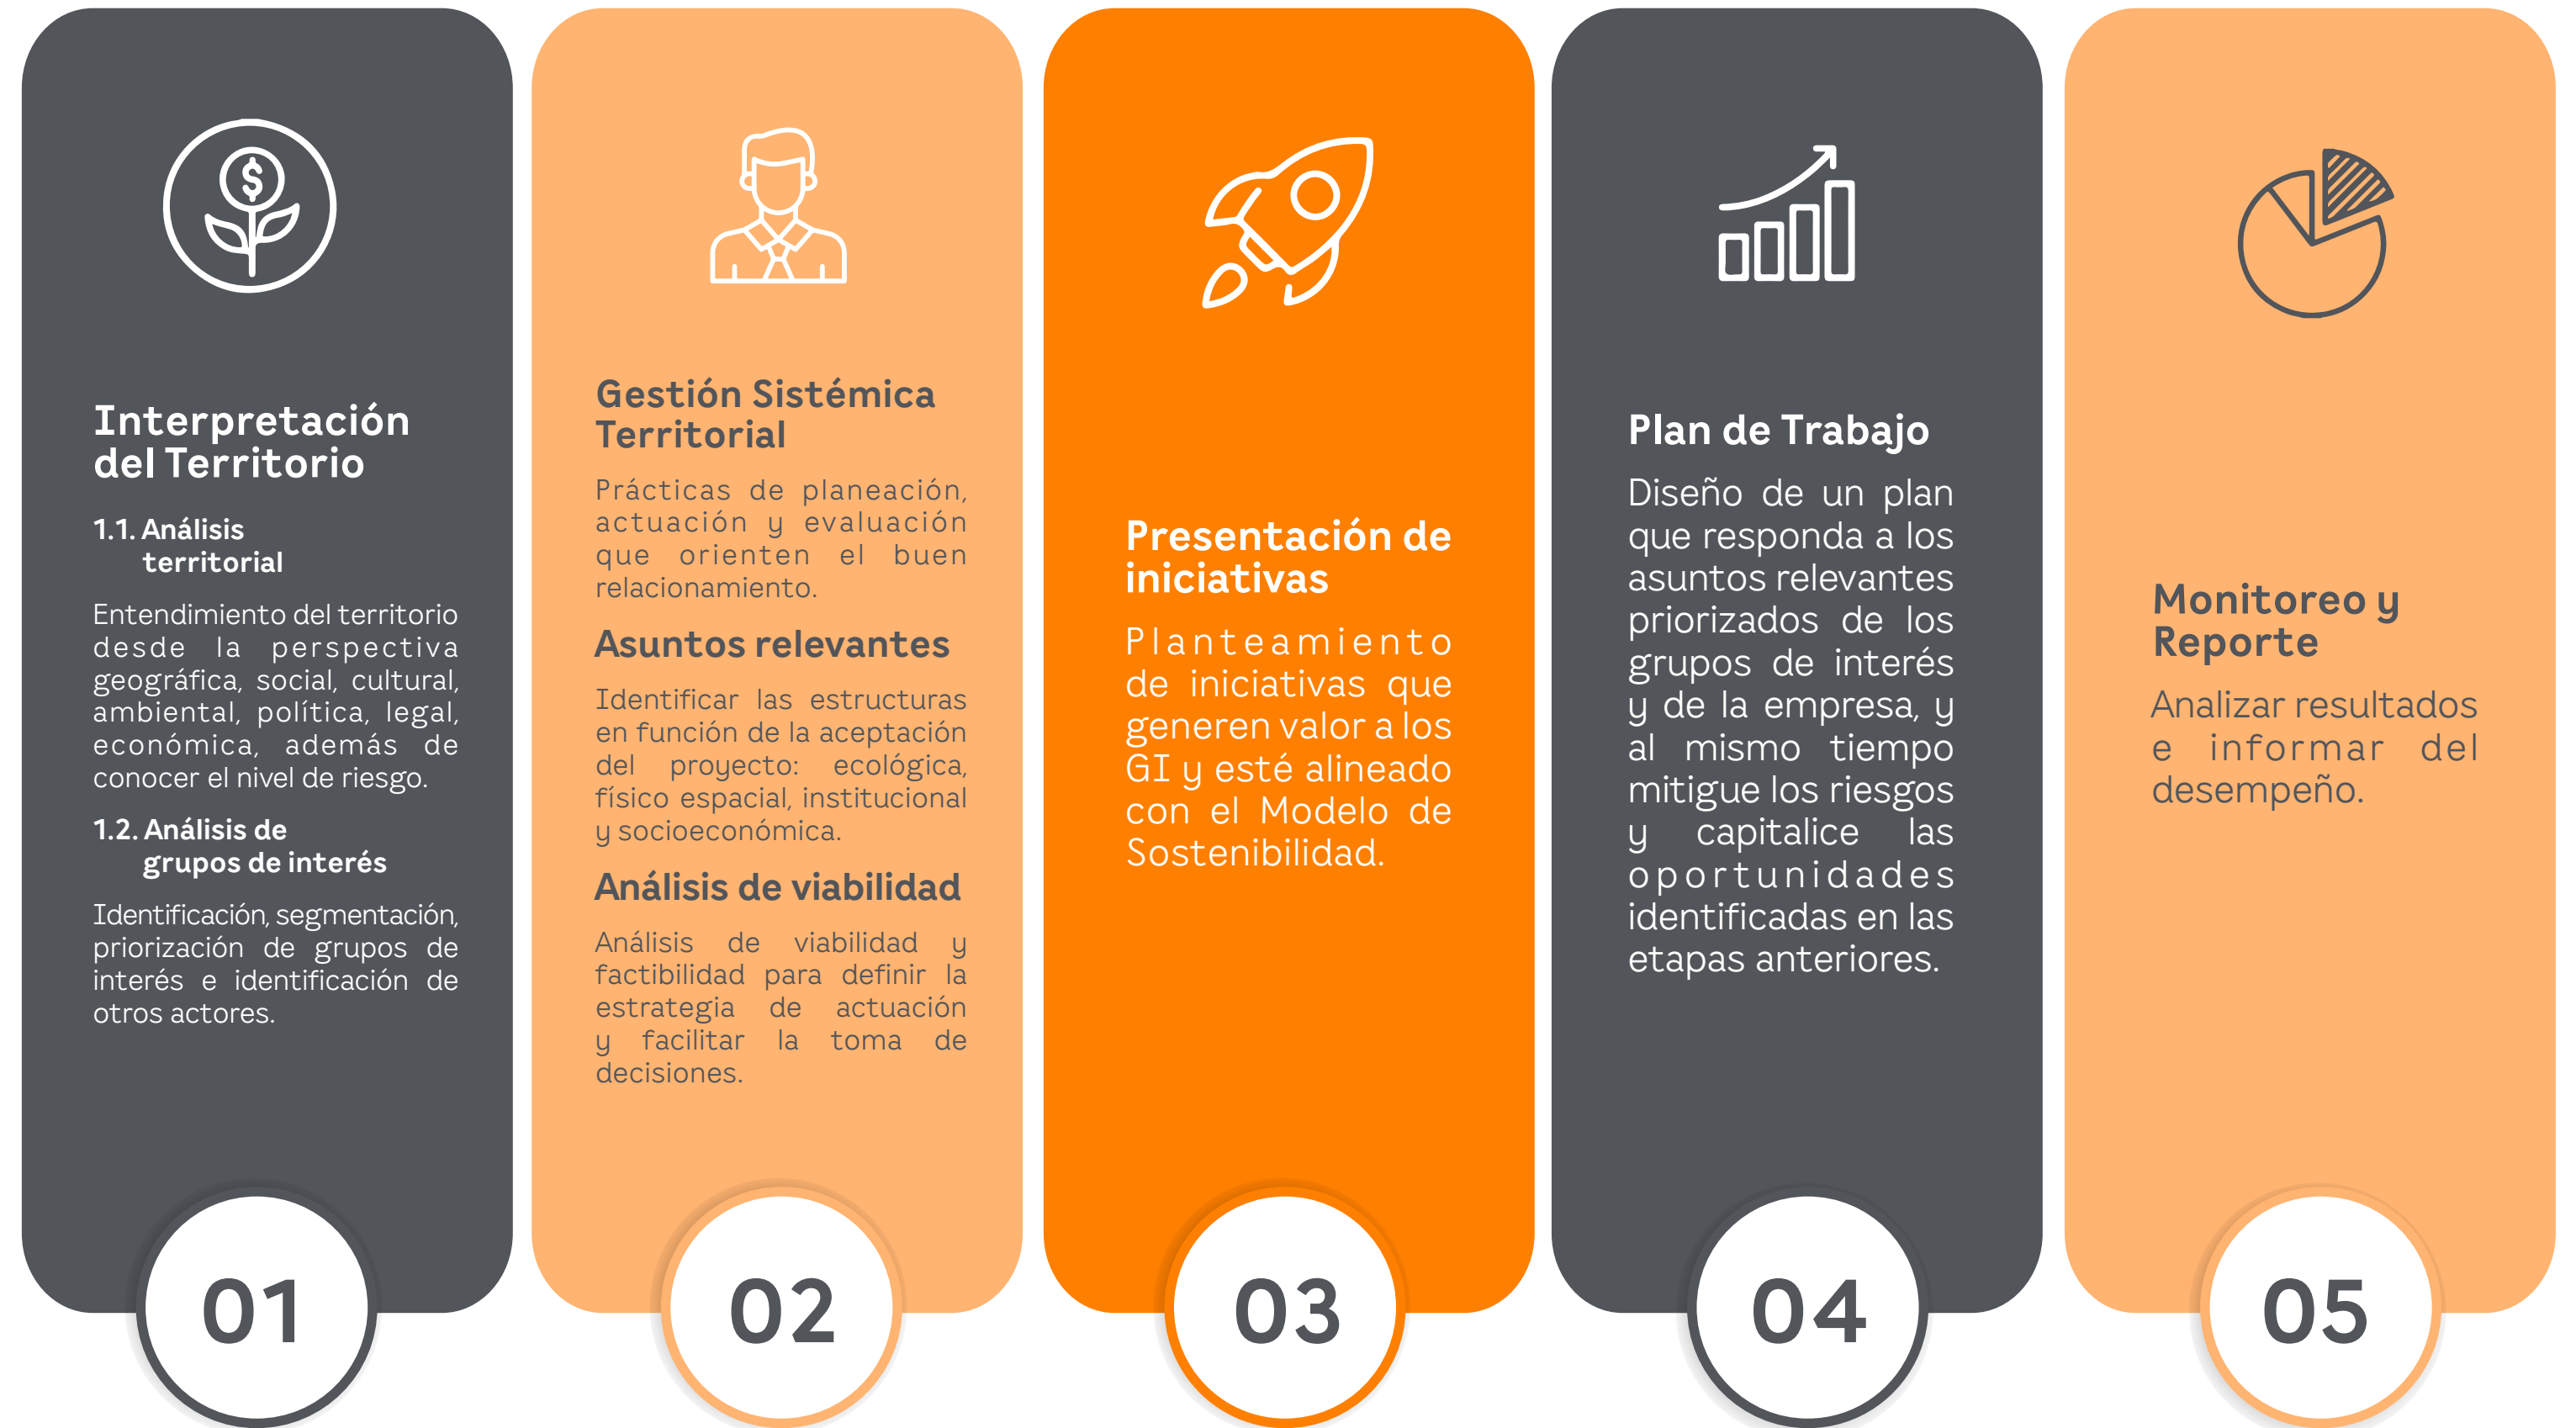 Interpretación
del Territorio
1.1. Análisis
territorial
Entendimiento del territorio
desde la perspectiva
geográfica, social, cultural,
ambiental, política, legal,
económica, además de
conocer el nivel de riesgo.
1.2. Análisis de
grupos de interés
Identificación, segmentación,
priorización de grupos de
interés e identificación de
otros actores.
01
Gestión Sistémica
Territorial
Prácticas de planeación,
actuación y evaluación
que orienten el buen
relacionamiento.
Asuntos relevantes
Identificar las estructuras
en función de la aceptación
del proyecto: ecológica,
físico espacial, institucional
y socioeconómica.
Análisis de viabilidad
Análisis de viabilidad y
factibilidad para definir la
estrategia de actuación
y facilitar la toma de
decisiones.
02
Presentación de
iniciativas
Planteamiento
de iniciativas que
generen valor a los
GI y esté alineado
con el Modelo de
Sostenibilidad.
03
Plan de Trabajo
Diseño de un plan
que responda a los
asuntos relevantes
priorizados de los
grupos de interés
y de la empresa, y
al mismo tiempo
mitigue los riesgos
y capitalice las
oportunidades
identificadas en las
etapas anteriores.
04
Monitoreo y
Reporte
Analizar resultados
e informar del
desempeño.
05